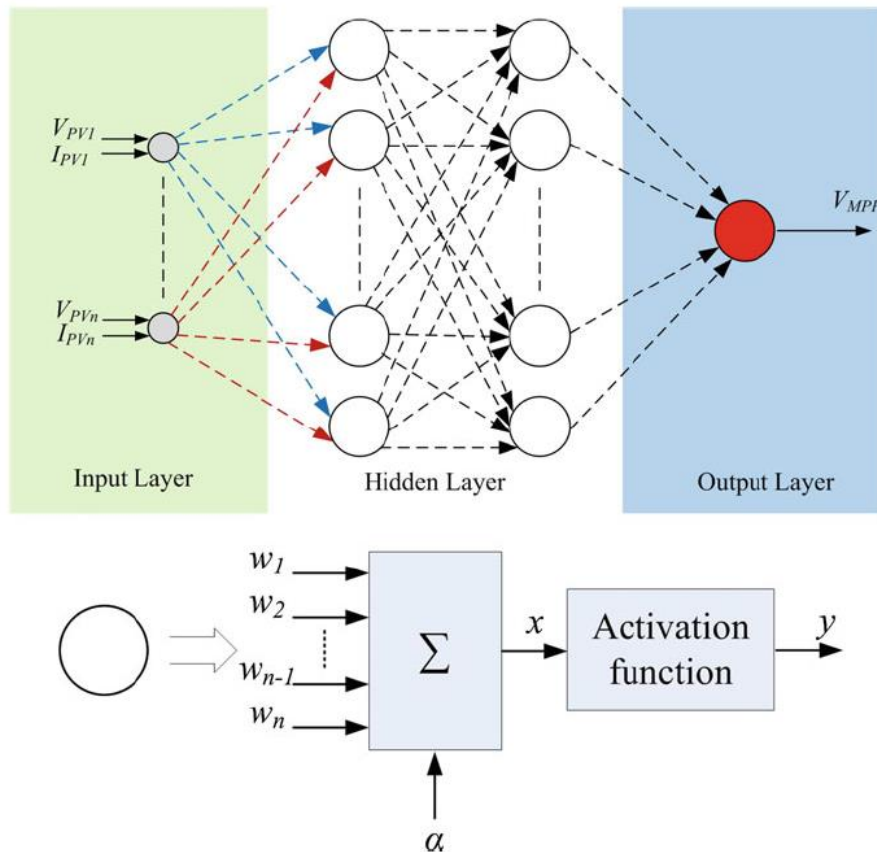 V_PV1
I_PV1
V_PVn
I_PVn
V_MPP
Input Layer
Hidden Layer
Output Layer
w_1
w_2
w_n-1
w_n
Σ
x
Activation
function
y
α